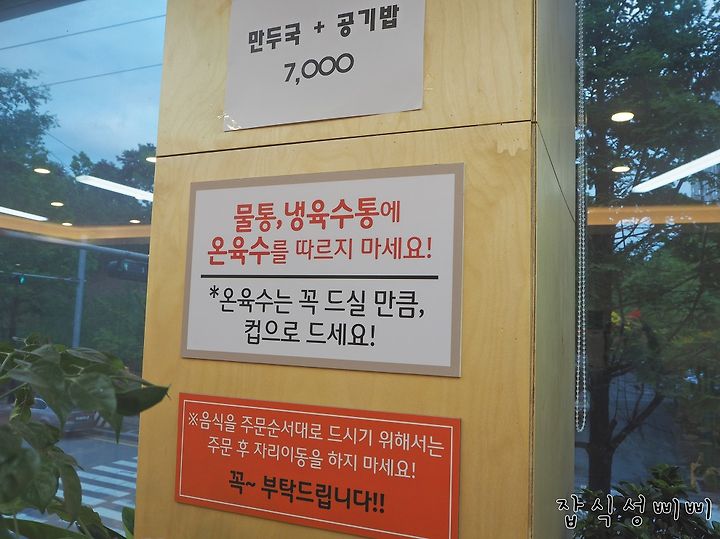 만두국 + 공기밥
7,000
물통,냉육수통에
온육수를 따르지 마세요!
*온육수는 꼭 드실 만큼,
컵으로 드세요!
※음식을 주문순서대로 드시기 위해서는
주문 후 자리이동을 하지 마세요!
꼭~ 부탁드립니다!!
잡식성삐삐